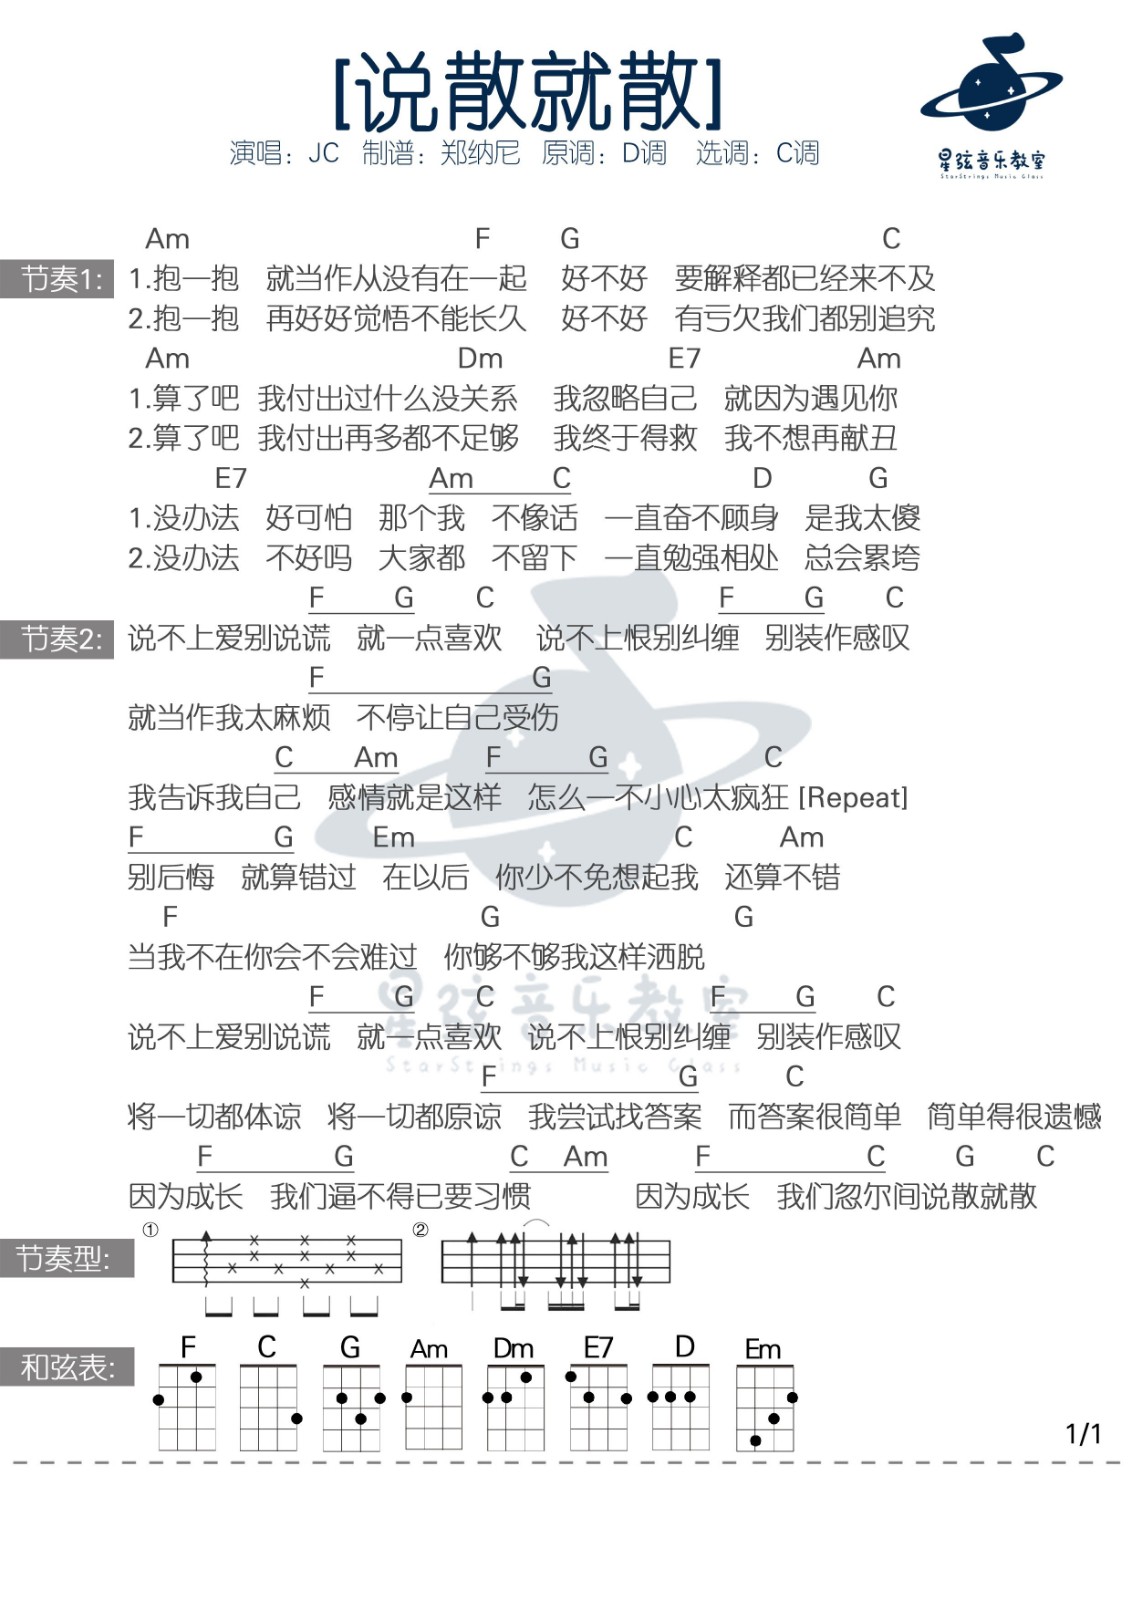 [说散就散]
演唱：JC 制谱：郑纳尼 原调：D调 选调：C调
星弦音乐教室
StarStrings Music Class
Am F G C
节奏1: 1.抱一抱 就当作从没有在一起 好不好 要解释都已经来不及
2.抱一抱 再好好觉悟不能长久 好不好 有亏欠我们都别追究
Am Dm E7 Am
1.算了吧 我付出过什么没关系 我忽略自己 就因为遇见你
2.算了吧 我付出再多都不足够 我终于得救 我不想再献丑
E7 Am C D G
1.没办法 好可怕 那个我 不像话 一直奋不顾身 是我太傻
2.没办法 不好吗 大家都 不留下 一直勉强相处 总会累垮
F G C F G C
节奏2: 说不上爱别说谎 就一点喜欢 说不上恨别纠缠 别装作感叹
F G
就当作我太麻烦 不停让自己受伤
C Am F G C
我告诉我自己 感情就是这样 怎么一不小心太疯狂 [Repeat]
F G Em C Am
别后悔 就算错过 在以后 你少不免想起我 还算不错
F G G
当我不在你会不会难过 你够不够我这样洒脱
F G C F G C
说不上爱别说谎 就一点喜欢 说不上恨别纠缠 别装作感叹
星弦音乐教室
StarStrings Music Class
F G C
将一切都体谅 将一切都原谅 我尝试找答案 而答案很简单 简单得很遗憾
F G C Am F C G C
因为成长 我们逼不得已要习惯 因为成长 我们忽尔间说散就散
节奏型: ① ②
和弦表: F C G Am Dm E7 D Em
1/1